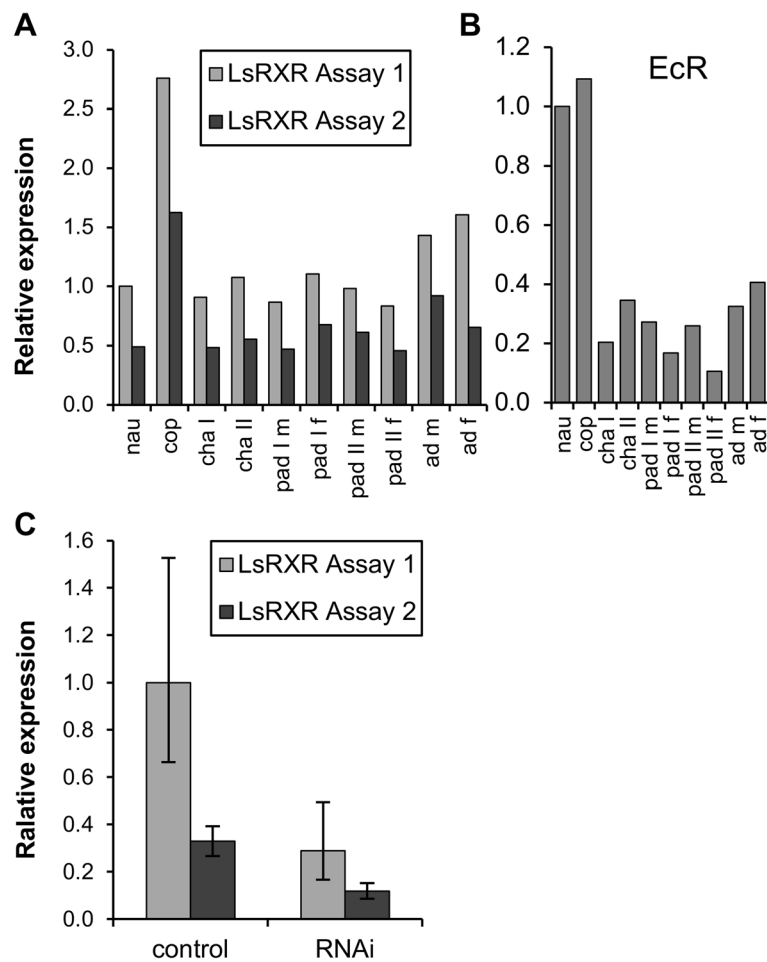 A
Relative expression
3.0
2.5
2.0
1.5
1.0
0.5
0.0
LsRXR Assay 1
LsRXR Assay 2
nau
cop
cha I
cha II
pad I m
pad I f
pad II m
pad II f
ad m
ad f
B
EcR
1.2
1.0
0.8
0.6
0.4
0.2
0.0
nau
cop
cha I
cha II
pad I m
pad I f
pad II m
pad II f
ad m
ad f
C
Ralative expression
1.6
1.4
1.2
1.0
0.8
0.6
0.4
0.2
0.0
LsRXR Assay 1
LsRXR Assay 2
control
RNAi